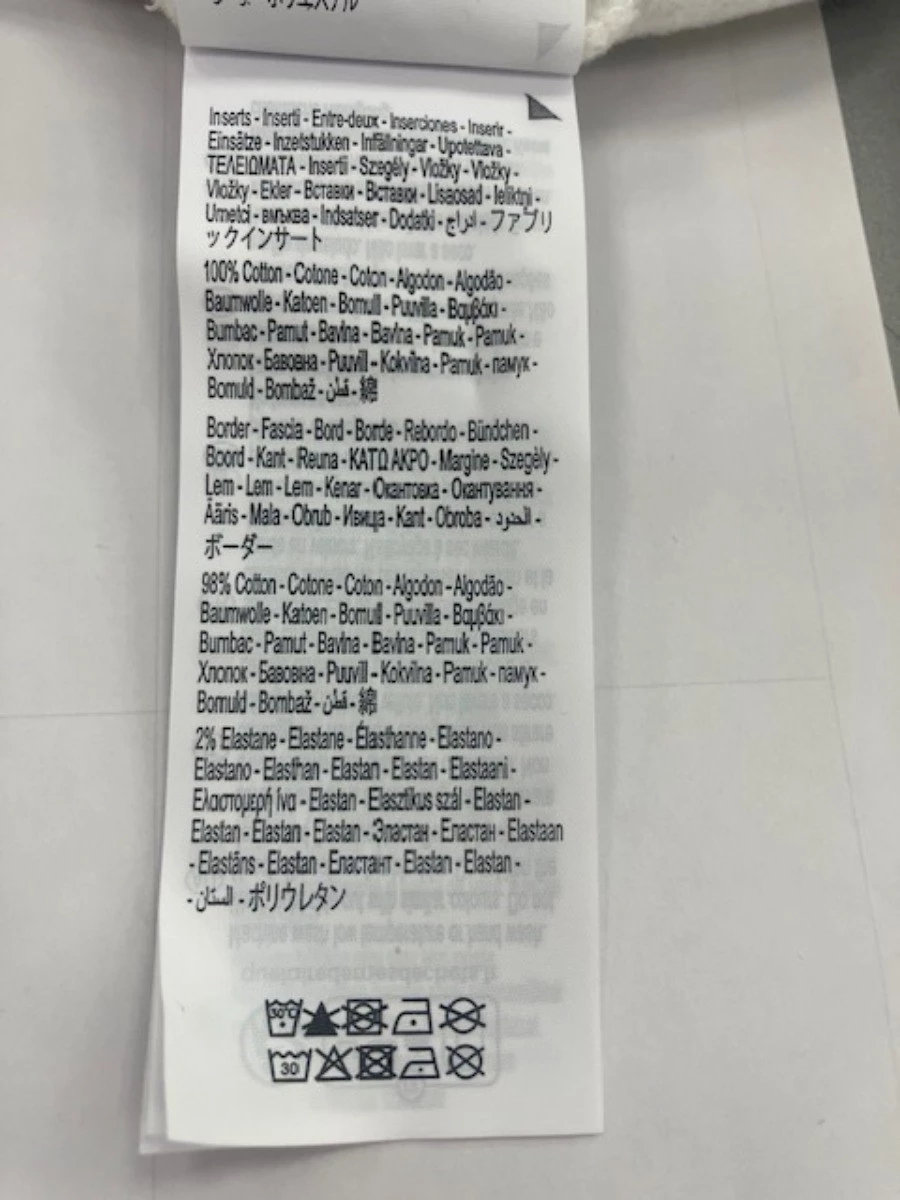 Inserts - Inserti - Entre-deux - Inserciones - Inserir -
Einsätze - Inzetstukken - Infällningar - Upotettava -
ΤΕΛΕΙΩΜΑΤΑ - Insertii - Szegély - Vložky - Vložky -
Vložky - Ekler - Вставки - Вставки - Lisaosad - Ieliktņi -
Umetci - вмъква - Indsatser - Dodatki - ادراج - ファブリ
ックインサート
100% Cotton - Cotone - Coton - Algodon - Algodão -
Baumwolle - Katoen - Bomull - Puuvilla - Βαμβάκι -
Bumbac - Pamut - Bavlna - Bavlna - Pamuk - Pamuk -
Хлопок - Бавовна - Puuvill - Kokvilna - Pamuk - памук -
Bomuld - Bombaž - قطن - 綿
Border - Fascia - Bord - Borde - Rebordo - Bündchen -
Boord - Kant - Reuna - ΚΑΤΩ ΑΚΡΟ - Margine - Szegèly -
Lem - Lem - Lem - Kenar - Окантовка - Окантування -
Ääris - Mala - Obrub - Ивица - Kant - Obroba - الحدود -
ボーダー
98% Cotton - Cotone - Coton - Algodon - Algodão -
Baumwolle - Katoen - Bomull - Puuvilla - Βαμβάκι -
Bumbac - Pamut - Bavlna - Bavlna - Pamuk - Pamuk -
Хлопок - Бавовна - Puuvill - Kokvilna - Pamuk - памук -
Bomuld - Bombaž - قطن - 綿
2% Elastane - Elastane - Élasthanne - Elastano -
Elastano - Elasthan - Elastan - Elastan - Elastaani -
Ελαστομερή ίνα - Elastan - Elasztikus szál - Elastan -
Elastan - Elastan - Elastan - Эластан - Еластан - Elastaan
- Elastāns - Elastan - Еластант - Elastan - Elastan -
- الستان - ポリウレタン
30°C
30